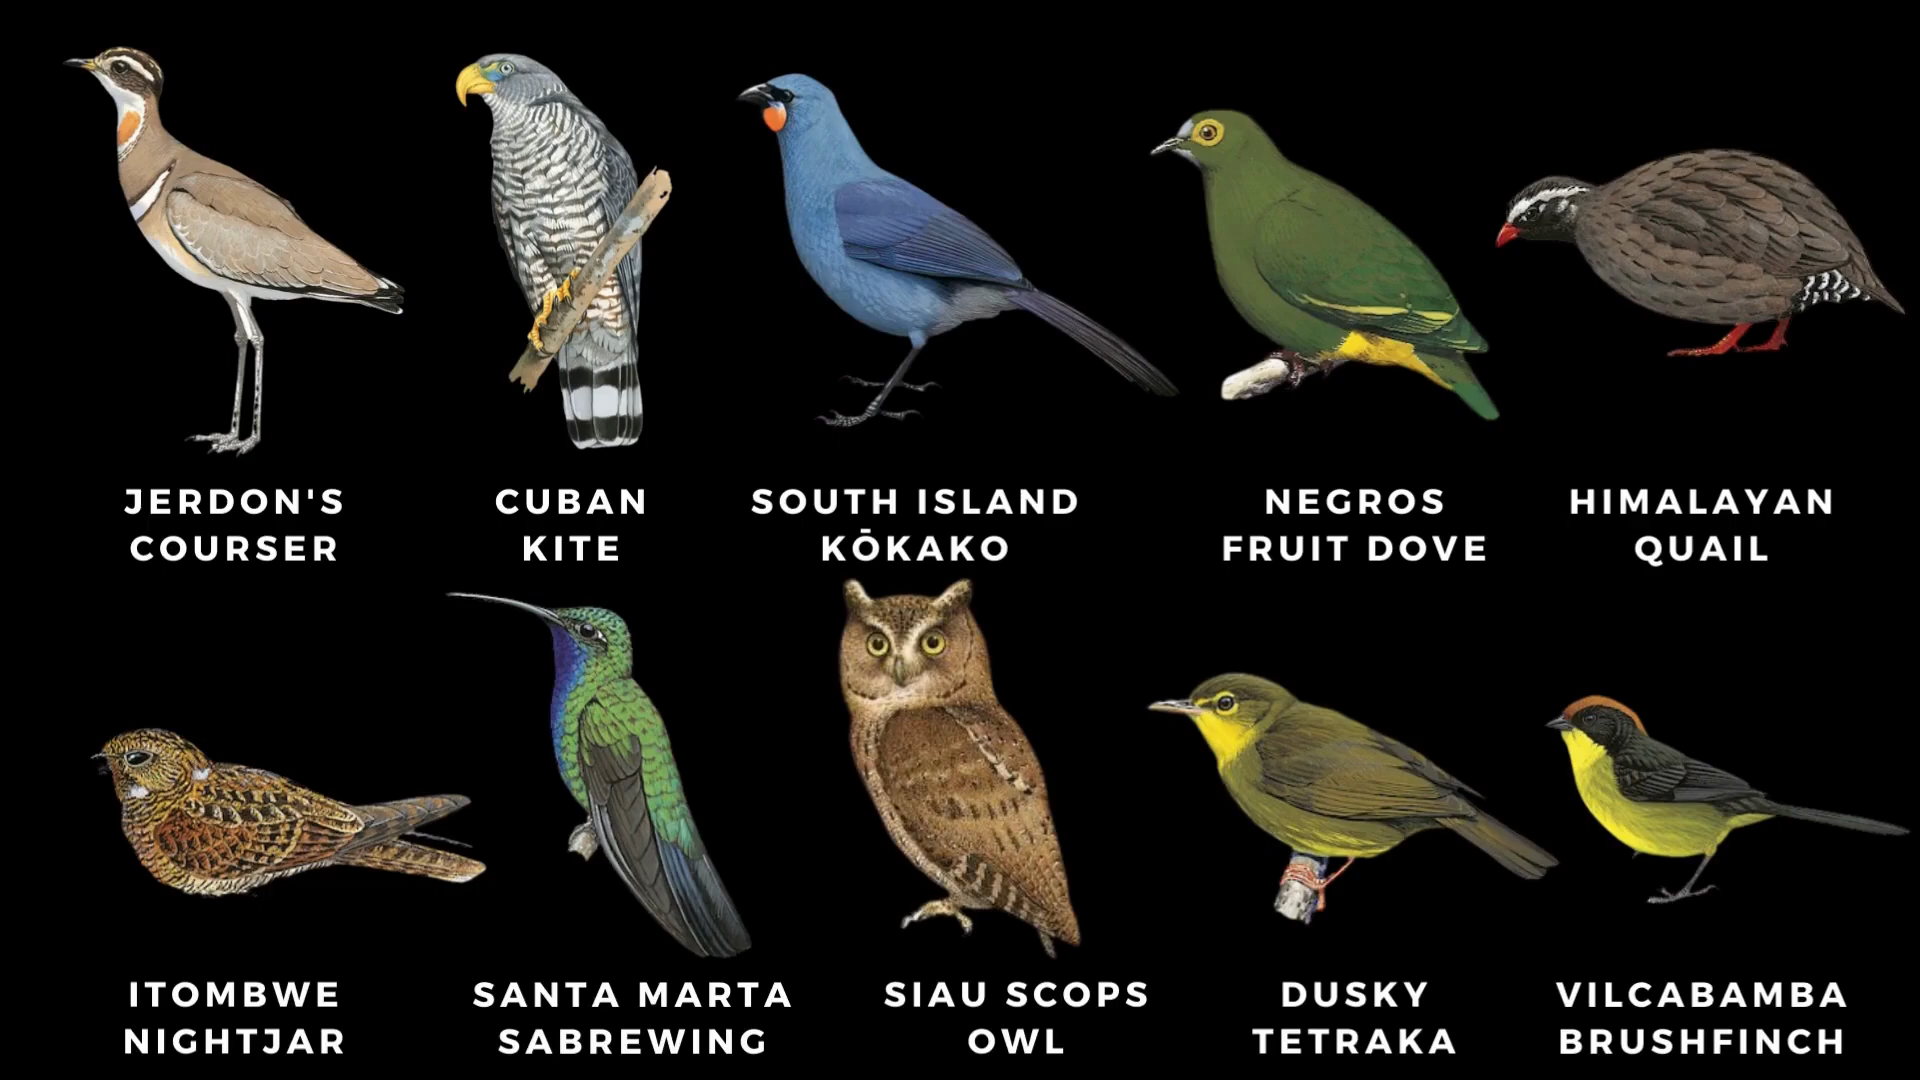 JERDON'S
COURSER
CUBAN
KITE
SOUTH ISLAND
KŌKAKO
NEGROS
FRUIT DOVE
HIMALAYAN
QUAIL
ITOMBWE
NIGHTJAR
SANTA MARTA
SABREWING
SIAU SCOPS
OWL
DUSKY
TETRAKA
VILCABAMBA
BRUSHFINCH